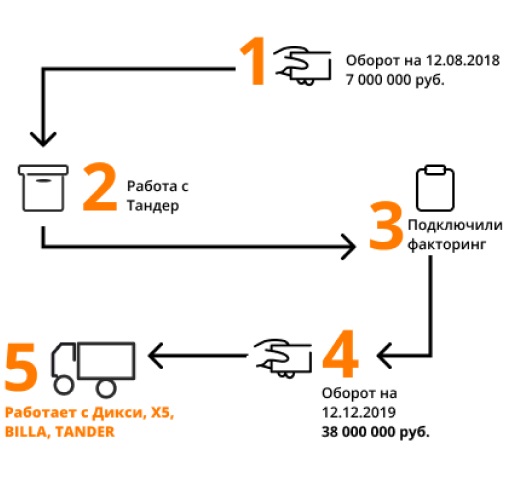 1
Оборот на 12.08.2018
7 000 000 руб.
2
Работа с
Тандер
3
Подключили
факторинг
4
Оборот на
12.12.2019
38 000 000 руб.
5
Работает с Дикси, X5,
BILLA, TANDER